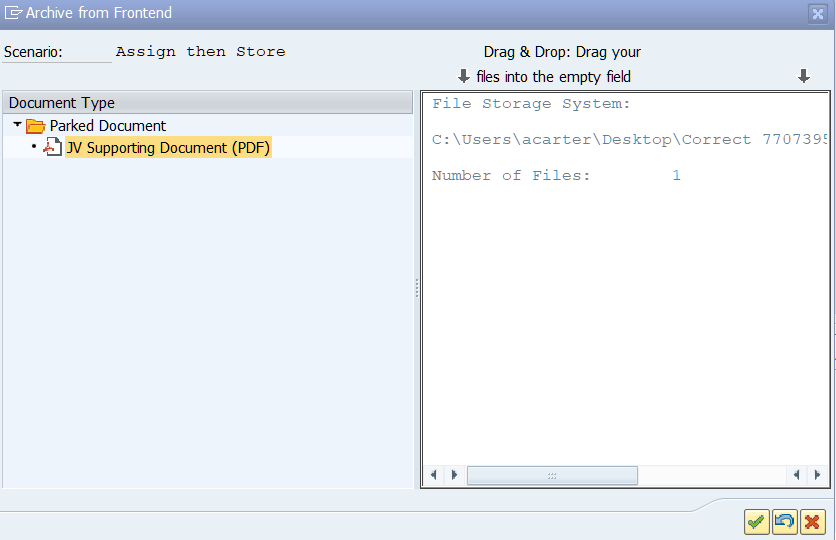 Archive from Frontend
Scenario: Assign then Store
Drag & Drop: Drag your
files into the empty field
Document Type
Parked Document
JV Supporting Document (PDF)
File Storage System:
C:\Users\acarter\Desktop\Correct 7707395
Number of Files: 1